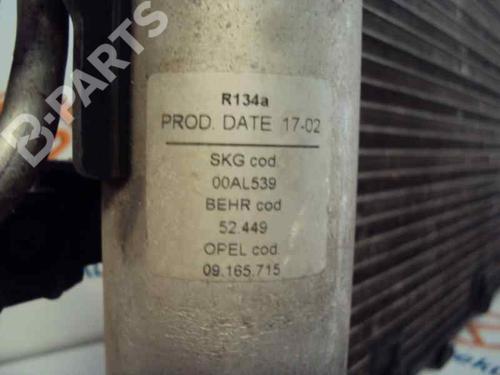 B-PARTS
R134a
PROD. DATE 17-02
SKG cod.
00AL539
BEHR cod
52.449
OPEL cod.
09.165.715